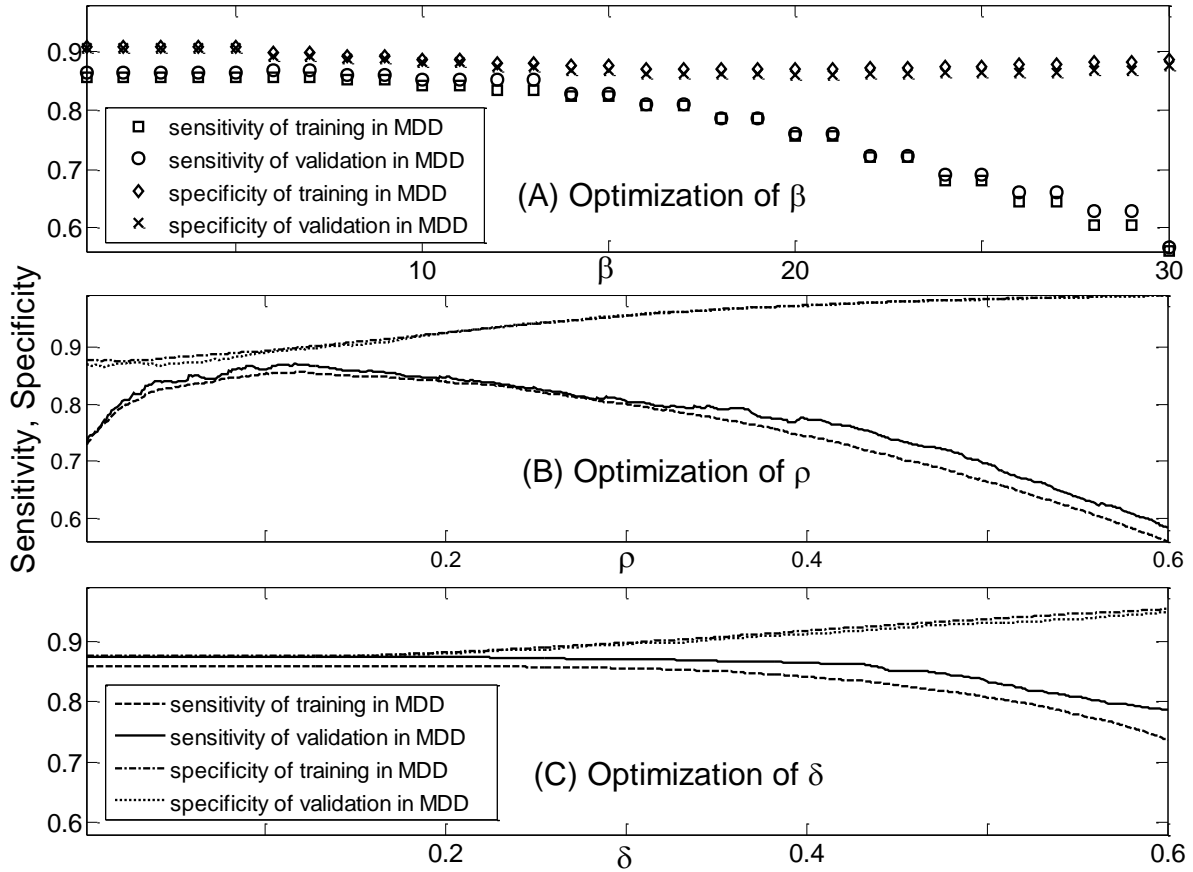 Sensitivity, Specificity
0.9
0.8
0.7
0.6
sensitivity of training in MDD
sensitivity of validation in MDD
specificity of training in MDD
specificity of validation in MDD
(A) Optimization of β
10
β
20
30
0.9
0.8
0.7
0.6
(B) Optimization of ρ
0.2
ρ
0.4
0.6
0.9
0.8
0.7
0.6
sensitivity of training in MDD
sensitivity of validation in MDD
specificity of training in MDD
specificity of validation in MDD
(C) Optimization of δ
0.2
δ
0.4
0.6